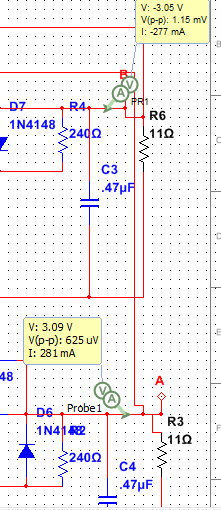 V: -3.05 V
V(p-p): 1.15 mV
I: -277 mA
B
B
V
A
PR1
D7
R4
R6
1N4148
240Ω
11Ω
C3
.47µF
C
D
V: 3.09 V
V(p-p): 625 uV
I: 281 mA
E
48
A
V
A
Probe1
D6
R3
1N4148
11Ω
F
240Ω
C4
.47µF